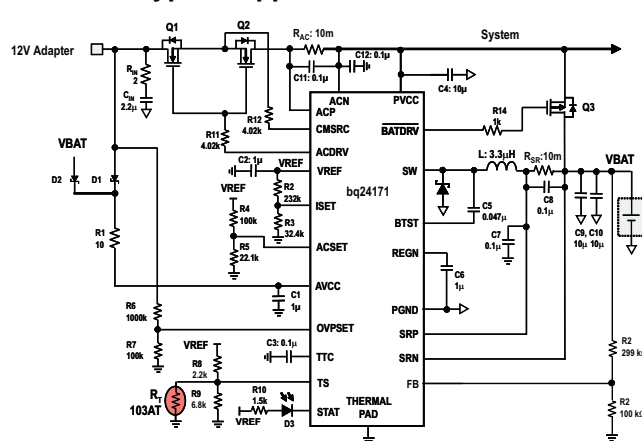 Q1
Q2
12V Adapter
RAC: 10m
System
C12: 0.1µ
C11: 0.1µ
RIN
2
CIN
2.2µ
C4: 10µ
ACN
PVCC
ACP
Q3
R14
1k
R12
4.02k
R11
4.02k
CMSRC
BATDRV
ACDRV
VBAT
D2
D1
C2: 1µ
VREF
VREF
SW
L: 3.3µH
RSR:10m
VBAT
bq24171
VREF
R2
232k
R4
100k
ISET
R3
32.4k
C8
0.1µ
C9, C10
10µ
10µ
C5
0.047µ
BTST
C7
0.1µ
R1
10
R5
22.1k
ACSET
REGN
C6
1µ
AVCC
C1
1µ
PGND
R6
1000k
OVPSET
SRP
R7
100k
VREF
C3: 0.1µ
TTC
SRN
R2
R8
2.2k
TS
FB
RT
103AT
R9
6.8k
R10
1.5k
VREF
D3
STAT
THERMAL
PAD
R2
100